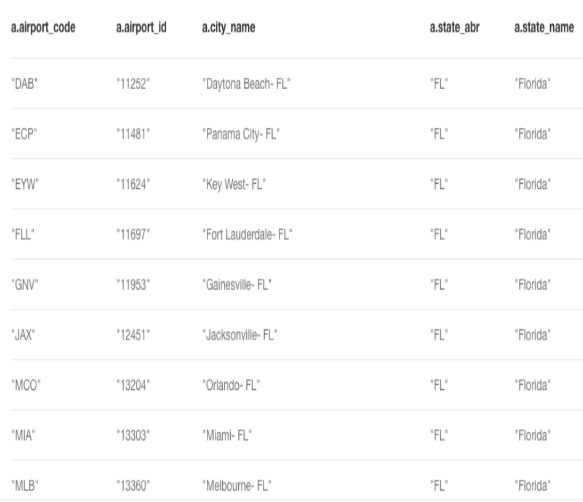 a.airport_code a.airport_id a.city_name a.state_abr a.state_name
"DAB" "11252" "Daytona Beach- FL" "FL" "Florida"
"ECP" "11481" "Panama City- FL" "FL" "Florida"
"EYW" "11624" "Key West- FL" "FL" "Florida"
"FLL" "11697" "Fort Lauderdale- FL" "FL" "Florida"
"GNV" "11953" "Gainesville- FL" "FL" "Florida"
"JAX" "12451" "Jacksonville- FL" "FL" "Florida"
"MCO" "13204" "Orlando- FL" "FL" "Florida"
"MIA" "13303" "Miami- FL" "FL" "Florida"
"MLB" "13360" "Melbourne- FL" "FL" "Florida"